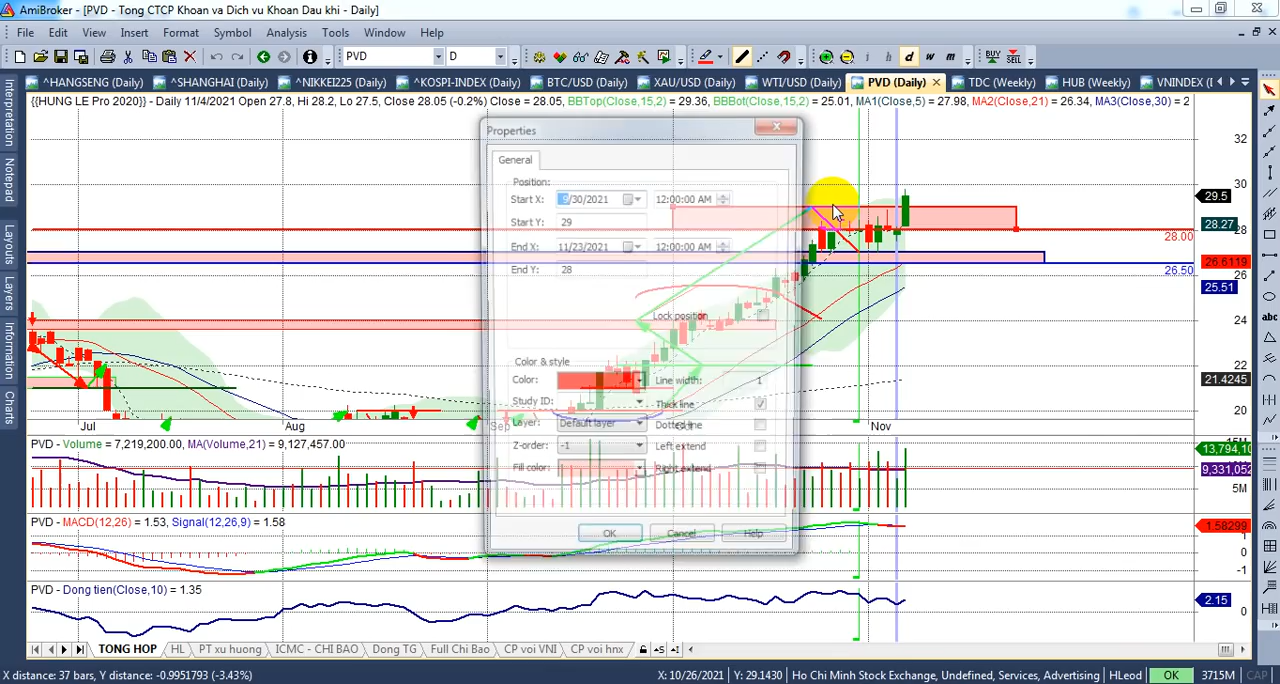 AmiBroker - [PVD - Tong CTCP Khoan va Dich vu Khoan Dau khi - Daily]
File Edit View Insert Format Symbol Analysis Tools Window Help
PVD D i d w m BUY SELL
^HANGSENG (Daily) ^SHANGHAI (Daily) ^NIKKEI225 (Daily) ^KOSPI-INDEX (Daily) BTC/USD (Daily) XAU/USD (Daily) WTI/USD (Daily) PVD (Daily) TDC (Weekly) HUB (Weekly) VNINDEX (
{{HUNG LE Pro 2020}} - Daily 11/4/2021 Open 27.8, Hi 28.2, Lo 27.5, Close 28.05 (-0.2%) Close = 28.05, BBTop(Close,15,2) = 29.36, BBBot(Close,15,2) = 25.01, MA1(Close,5) = 27.98, MA2(Close,21) = 26.34, MA3(Close,30) = 2
Interpretation
Notepad
Layouts
Layers
Information
Charts
Properties
General
Position:
Start X: 9/30/2021 12:00:00 AM
Start Y: 29
End X: 11/23/2021 12:00:00 AM
End Y: 28
Lock position
Color & style
Color: Line width: 1
Study ID: Thick line
Layer: Default layer Dotted line
Z-order: -1 Left extend
Fill color: Right extend
OK Cancel Help
32
30
29.5
28.27
28
28.00
26.6119
26.50
26
25.51
24
22
21.4245
20
Jul Aug Sep Oct Nov
abc
PVD - Volume = 7,219,200.00, MA(Volume,21) = 9,127,457.00
15M
13,794,10
9,331,052
5M
PVD - MACD(12,26) = 1.53, Signal(12,26,9) = 1.58
1.58299
1
0
-1
PVD - Dong tien(Close,10) = 1.35
2.15
0
TONG HOP HL PT xu huong ICMC - CHI BAO Dong TG Full Chi Bao CP voi VNI CP voi hnx
X distance: 37 bars, Y distance: -0.9951793 (-3.43%) X: 10/26/2021 Y: 29.1430 Ho Chi Minh Stock Exchange, Undefined, Services, Advertising HLeod OK 3715M CAP